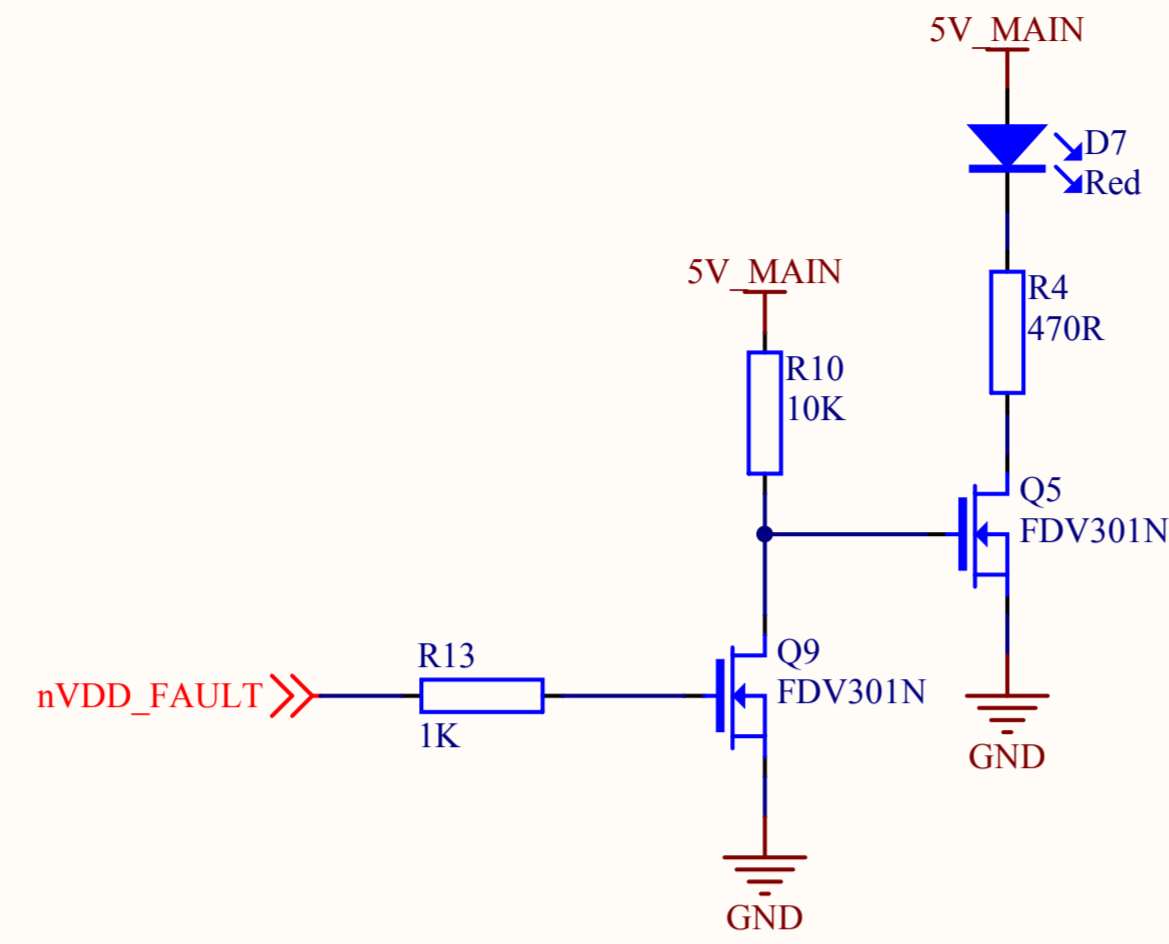 5V_MAIN
D7
Red
5V_MAIN
R4
470R
R10
10K
Q5
FDV301N
R13
Q9
nVDD_FAULT
FDV301N
1K
GND
GND